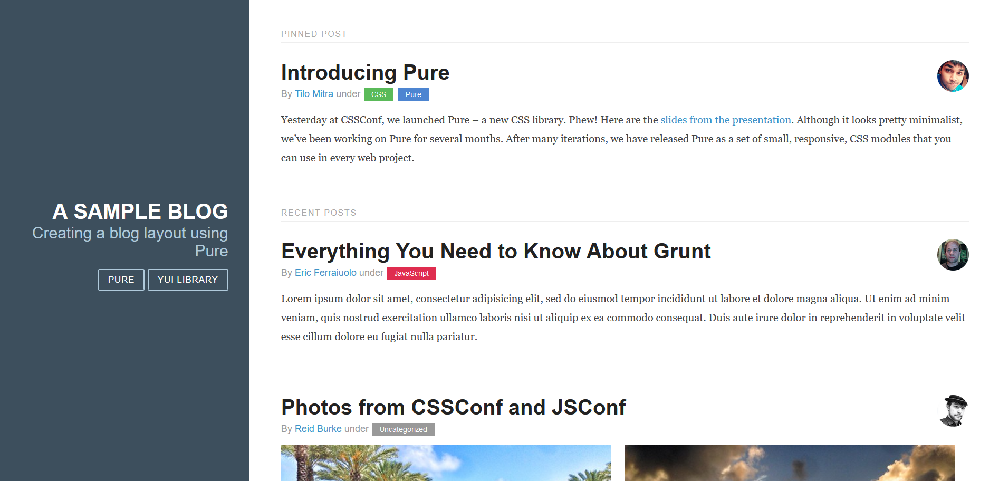 A SAMPLE BLOG
Creating a blog layout using
Pure
PURE YUI LIBRARY
PINNED POST
Introducing Pure
By Tilo Mitra under CSS Pure
Yesterday at CSSConf, we launched Pure – a new CSS library. Phew! Here are the slides from the presentation. Although it looks pretty minimalist,
we’ve been working on Pure for several months. After many iterations, we have released Pure as a set of small, responsive, CSS modules that you
can use in every web project.
RECENT POSTS
Everything You Need to Know About Grunt
By Eric Ferraiuolo under JavaScript
Lorem ipsum dolor sit amet, consectetur adipisicing elit, sed do eiusmod tempor incididunt ut labore et dolore magna aliqua. Ut enim ad minim
veniam, quis nostrud exercitation ullamco laboris nisi ut aliquip ex ea commodo consequat. Duis aute irure dolor in reprehenderit in voluptate velit
esse cillum dolore eu fugiat nulla pariatur.
Photos from CSSConf and JSConf
By Reid Burke under Uncategorized